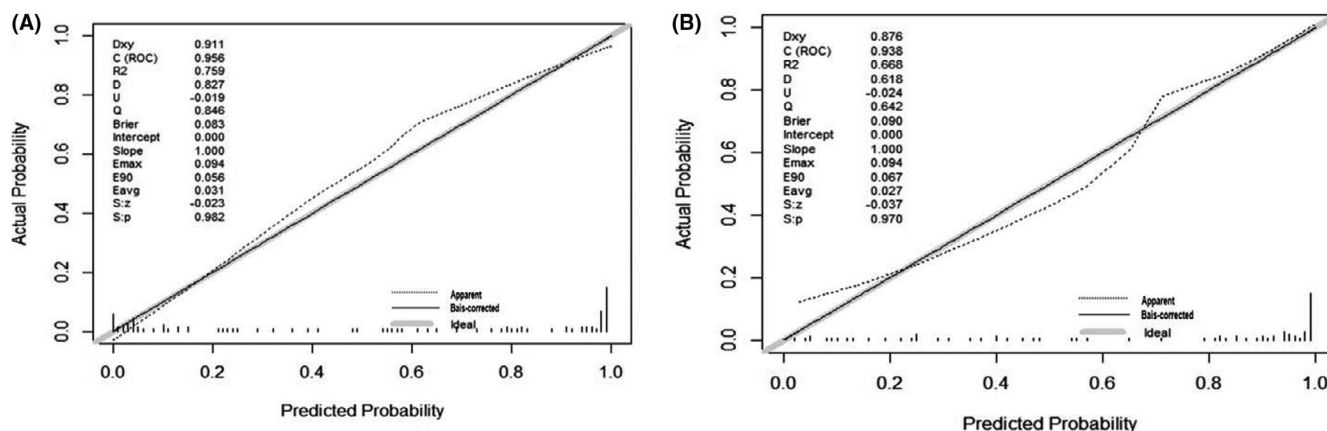 (A)
Dxy 0.911
C (ROC) 0.956
R2 0.759
D 0.827
U -0.019
Q 0.846
Brier 0.083
Intercept 0.000
Slope 1.000
Emax 0.094
E90 0.056
Eavg 0.031
S:z -0.023
S:p 0.982
Actual Probability
1.0
0.8
0.6
0.4
0.2
0.0
Apparent
Bais-corrected
Ideal
0.0 0.2 0.4 0.6 0.8 1.0
Predicted Probability
(B)
Dxy 0.876
C (ROC) 0.938
R2 0.668
D 0.618
U -0.024
Q 0.642
Brier 0.090
Intercept 0.000
Slope 1.000
Emax 0.094
E90 0.067
Eavg 0.027
S:z -0.037
S:p 0.970
Actual Probability
1.0
0.8
0.6
0.4
0.2
0.0
Apparent
Bais-corrected
Ideal
0.0 0.2 0.4 0.6 0.8 1.0
Predicted Probability